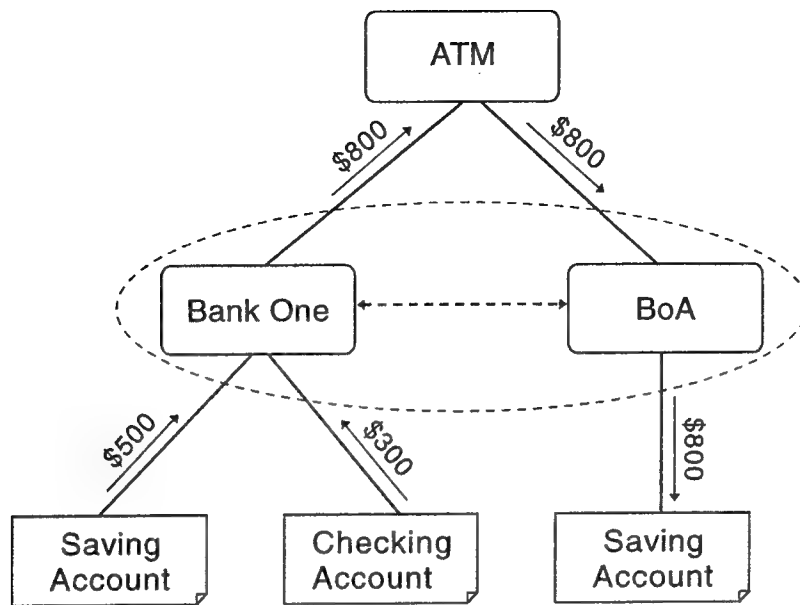 ATM
$800
$800
Bank One
BoA
$500
$300
$800
Saving
Account
Checking
Account
Saving
Account